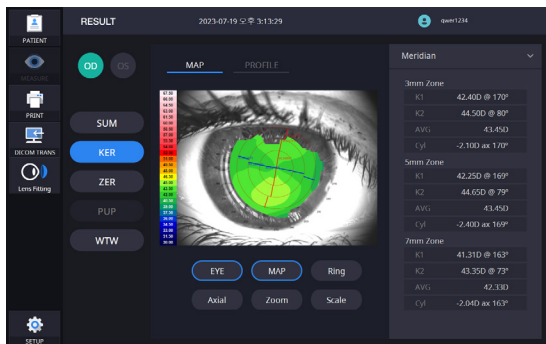 RESULT
2023-07-19 오후 3:13:29
qwer1234
PATIENT
MEASURE
PRINT
DICOM TRANS
Lens Fitting
SETUP
OD
OS
SUM
KER
ZER
PUP
WTW
MAP
PROFILE
EYE
MAP
Ring
Axial
Zoom
Scale
Meridian
3mm Zone
K1 42.40D @ 170°
K2 44.50D @ 80°
AVG 43.45D
Cyl -2.10D ax 170°
5mm Zone
K1 42.25D @ 169°
K2 44.65D @ 79°
AVG 43.45D
Cyl -2.40D ax 169°
7mm Zone
K1 41.31D @ 163°
K2 43.35D @ 73°
AVG 42.33D
Cyl -2.04D ax 163°